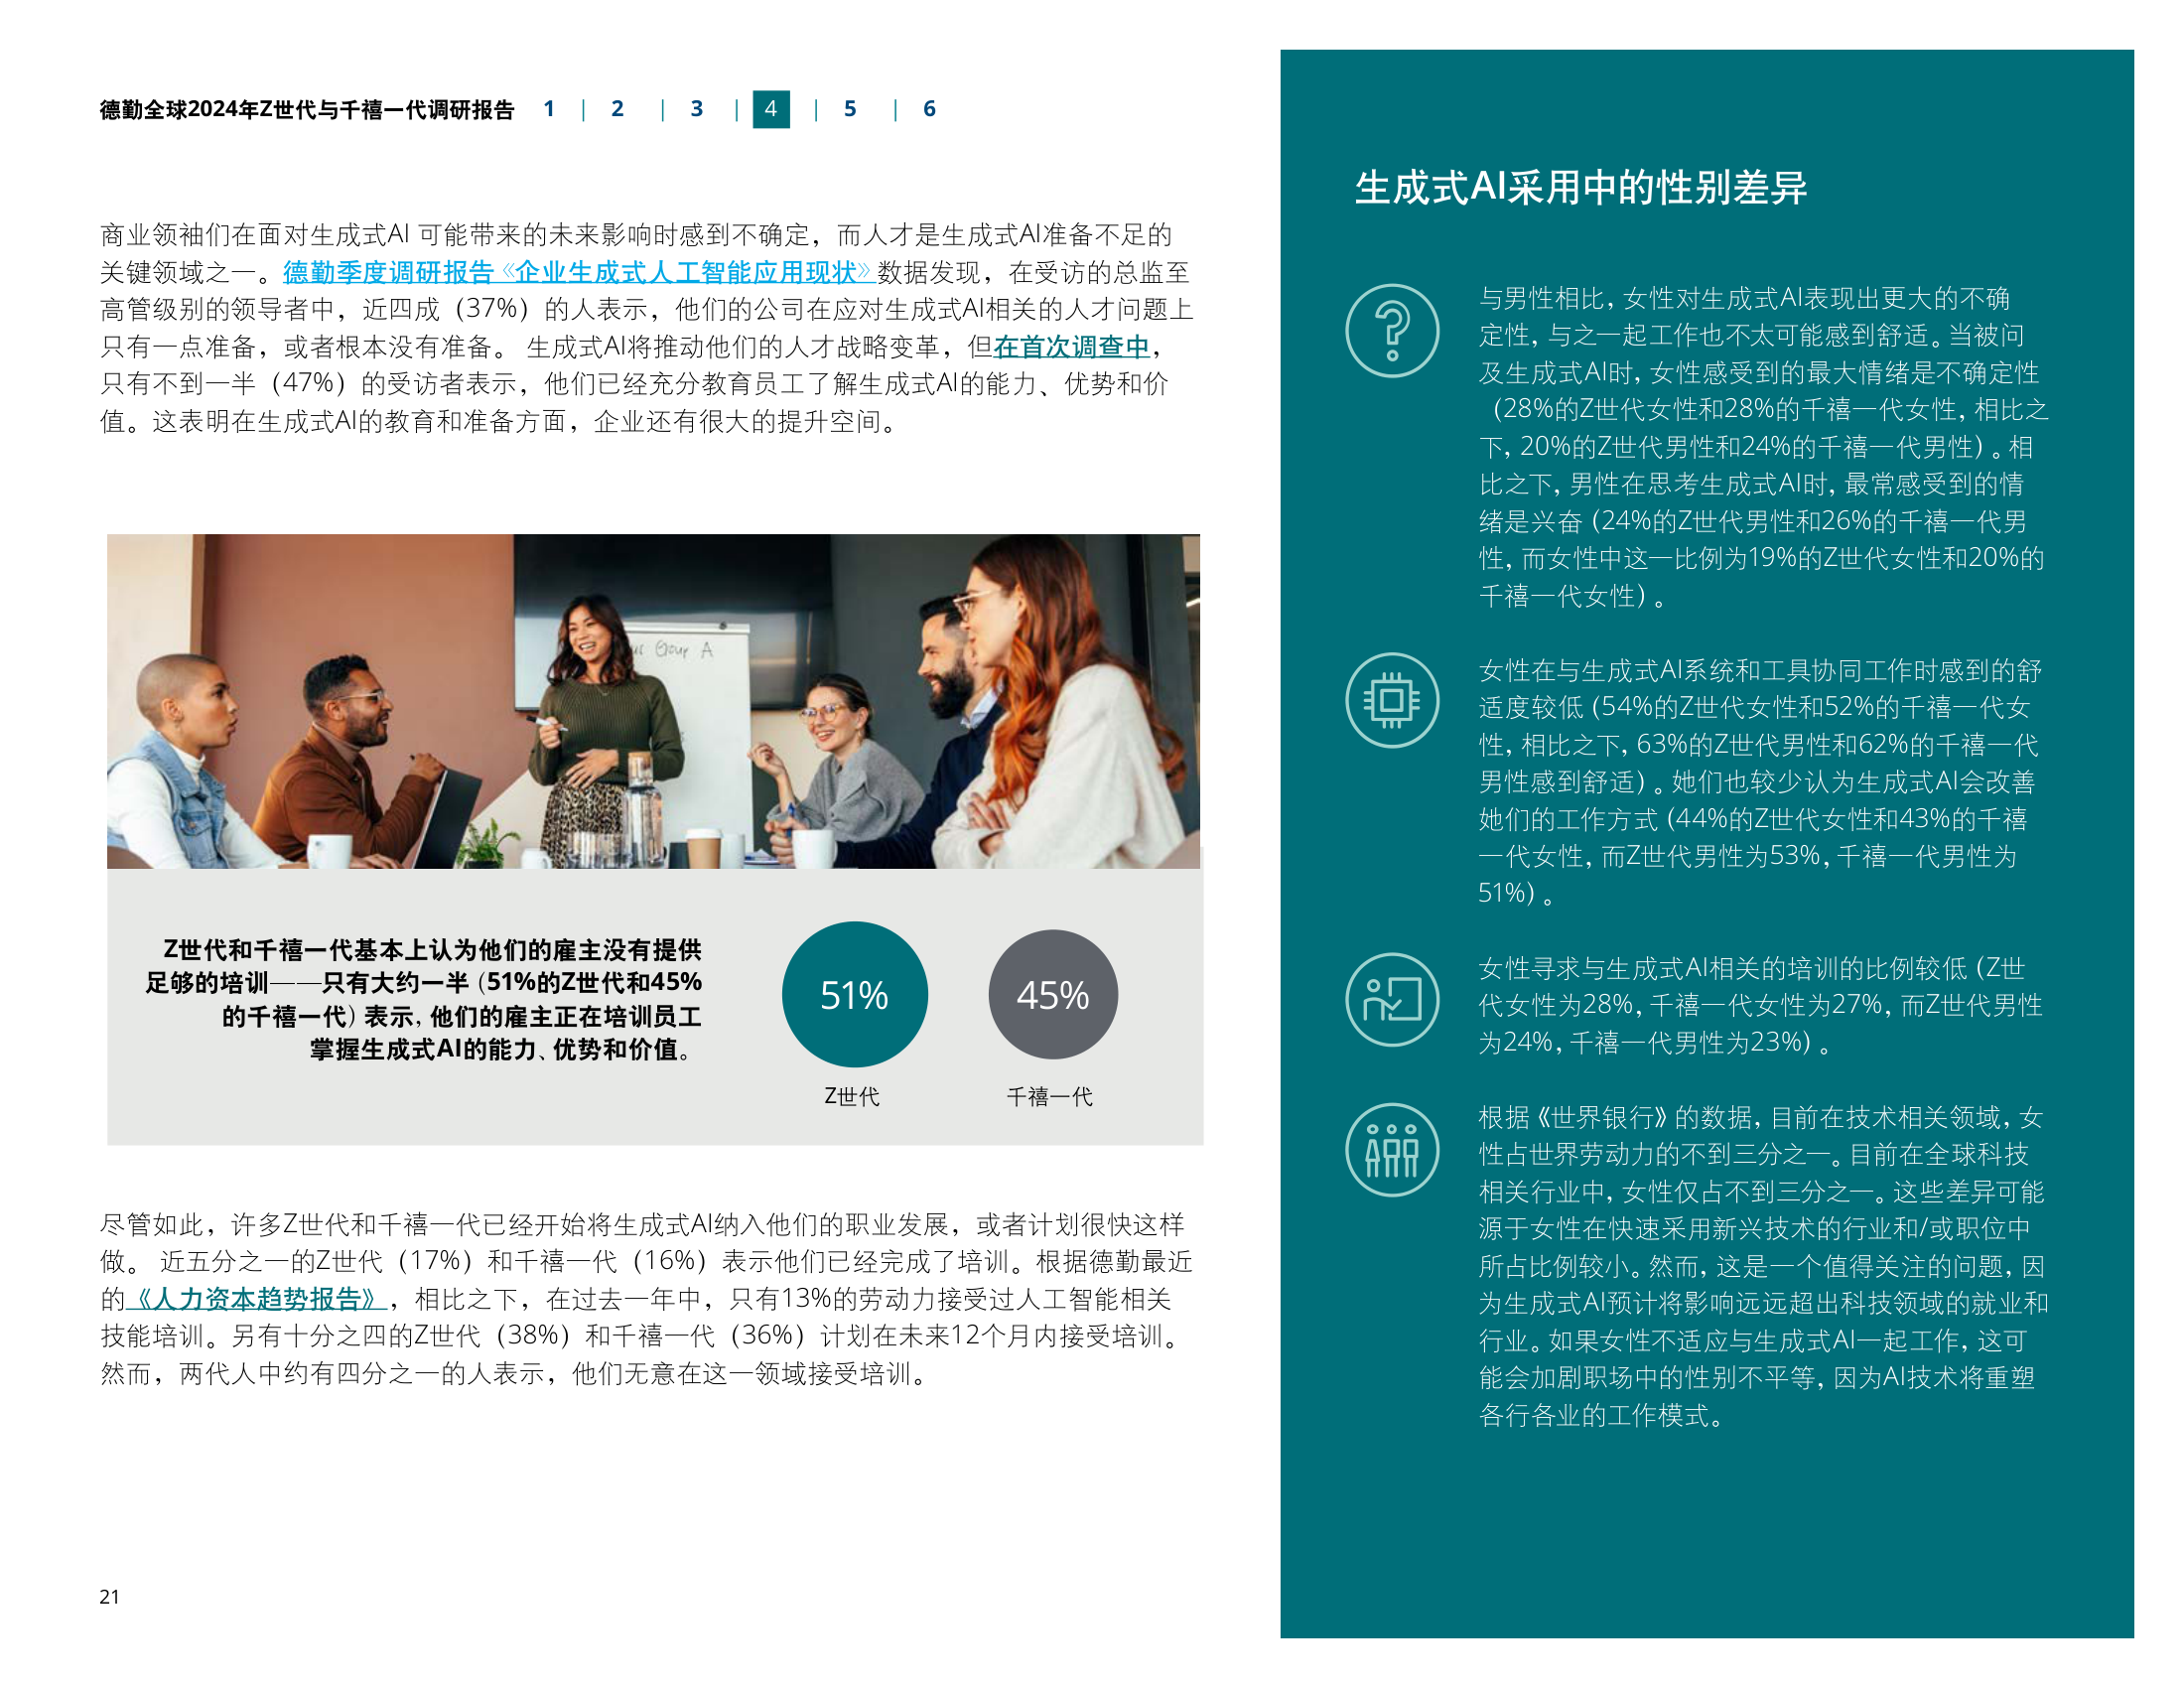 德勤全球2024年Z世代与千禧一代调研报告 1 | 2 | 3 | 4 | 5 | 6
商业领袖们在面对生成式AI 可能带来的未来影响时感到不确定，而人才是生成式AI准备不足的
关键领域之一。德勤季度调研报告《企业生成式人工智能应用现状》数据发现，在受访的总监至
高管级别的领导者中，近四成（37%）的人表示，他们的公司在应对生成式AI相关的人才问题上
只有一点准备，或者根本没有准备。 生成式AI将推动他们的人才战略变革，但在首次调查中，
只有不到一半（47%）的受访者表示，他们已经充分教育员工了解生成式AI的能力、优势和价
值。这表明在生成式AI的教育和准备方面，企业还有很大的提升空间。
Group A
Z世代和千禧一代基本上认为他们的雇主没有提供
足够的培训——只有大约一半（51%的Z世代和45%
的千禧一代）表示，他们的雇主正在培训员工
掌握生成式AI的能力、优势和价值。
51%
45%
Z世代
千禧一代
尽管如此，许多Z世代和千禧一代已经开始将生成式AI纳入他们的职业发展，或者计划很快这样
做。 近五分之一的Z世代（17%）和千禧一代（16%）表示他们已经完成了培训。根据德勤最近
的《人力资本趋势报告》，相比之下，在过去一年中，只有13%的劳动力接受过人工智能相关
技能培训。另有十分之四的Z世代（38%）和千禧一代（36%）计划在未来12个月内接受培训。
然而，两代人中约有四分之一的人表示，他们无意在这一领域接受培训。
21
生成式AI采用中的性别差异
与男性相比，女性对生成式AI表现出更大的不确
定性，与之一起工作也不太可能感到舒适。当被问
及生成式AI时，女性感受到的最大情绪是不确定性
（28%的Z世代女性和28%的千禧一代女性，相比之
下，20%的Z世代男性和24%的千禧一代男性）。相
比之下，男性在思考生成式AI时，最常感受到的情
绪是兴奋（24%的Z世代男性和26%的千禧一代男
性，而女性中这一比例为19%的Z世代女性和20%的
千禧一代女性）。
女性在与生成式AI系统和工具协同工作时感到的舒
适度较低（54%的Z世代女性和52%的千禧一代女
性，相比之下，63%的Z世代男性和62%的千禧一代
男性感到舒适）。她们也较少认为生成式AI会改善
她们的工作方式（44%的Z世代女性和43%的千禧
一代女性，而Z世代男性为53%，千禧一代男性为
51%）。
女性寻求与生成式AI相关的培训的比例较低（Z世
代女性为28%，千禧一代女性为27%，而Z世代男性
为24%，千禧一代男性为23%）。
根据《世界银行》的数据，目前在技术相关领域，女
性占世界劳动力的不到三分之一。目前在全球科技
相关行业中，女性仅占不到三分之一。这些差异可能
源于女性在快速采用新兴技术的行业和/或职位中
所占比例较小。然而，这是一个值得关注的问题，因
为生成式AI预计将影响远远超出科技领域的就业和
行业。如果女性不适应与生成式AI一起工作，这可
能会加剧职场中的性别不平等，因为AI技术将重塑
各行各业的工作模式。